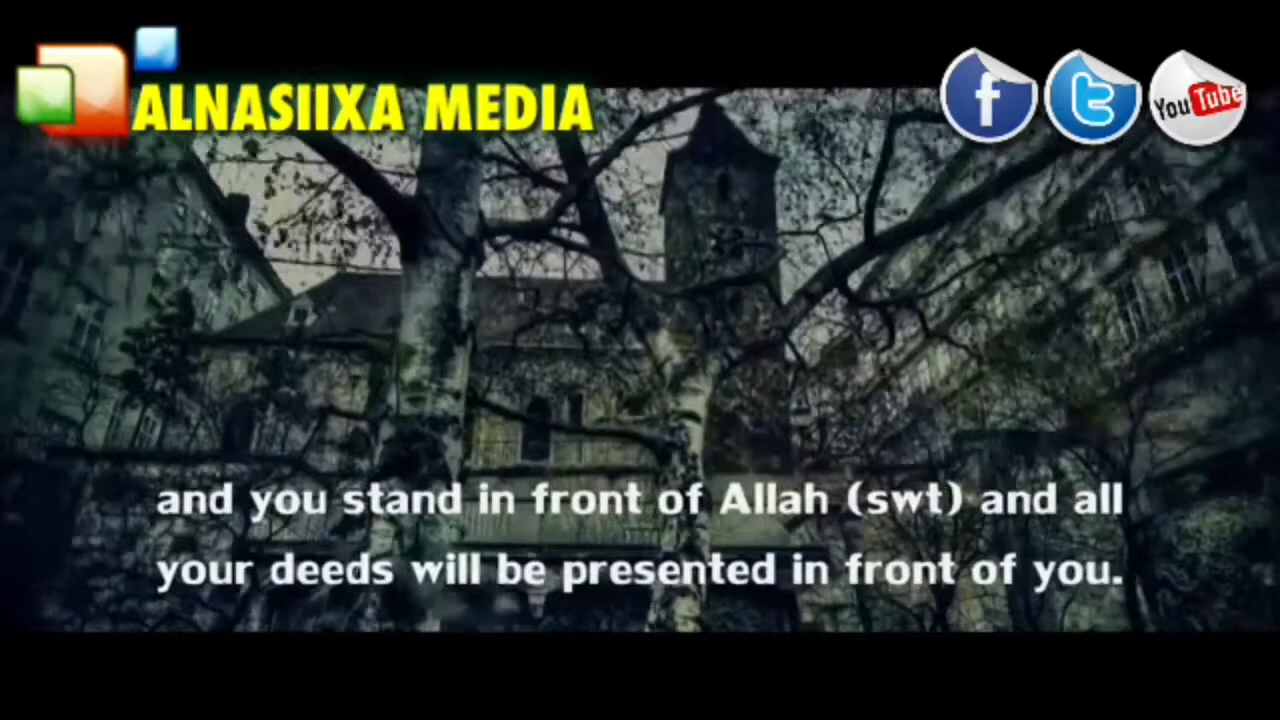 ALNASIIXA MEDIA
f
t
YouTube
and you stand in front of Allah (swt) and all
your deeds will be presented in front of you.